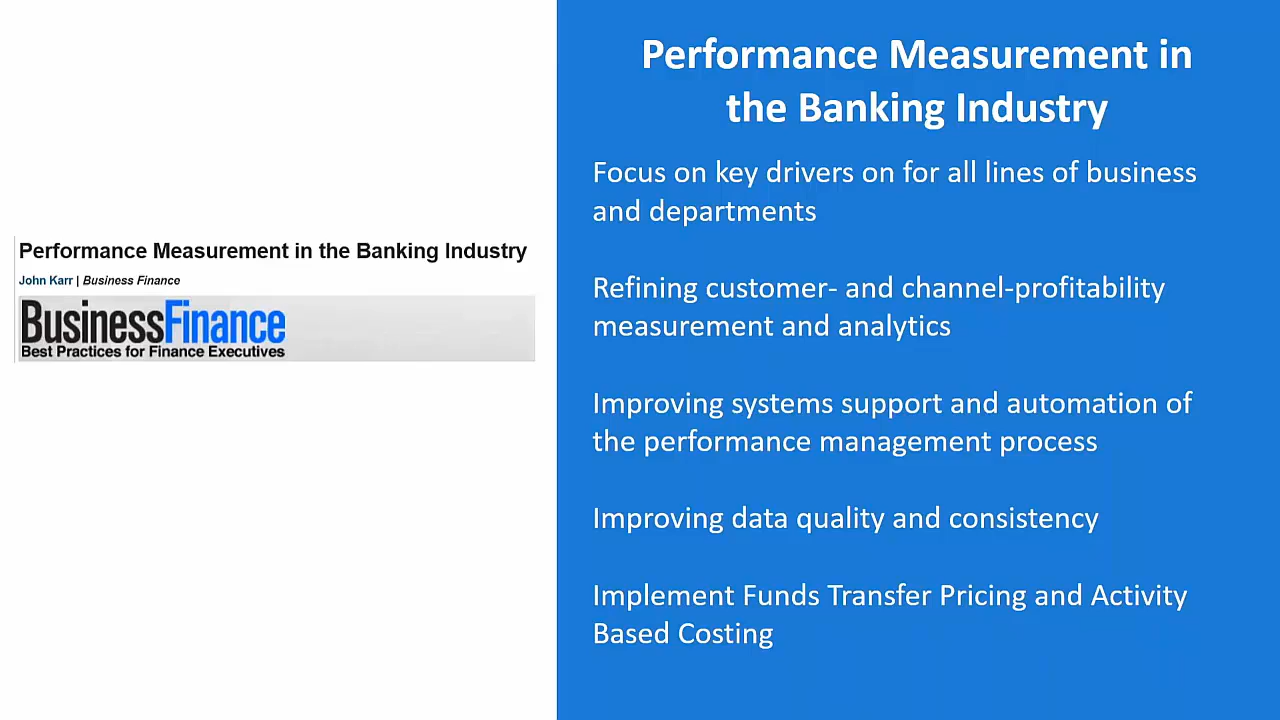 Performance Measurement in the Banking Industry
John Karr | Business Finance
BusinessFinance
Best Practices for Finance Executives
Performance Measurement in
the Banking Industry
Focus on key drivers on for all lines of business
and departments
Refining customer- and channel-profitability
measurement and analytics
Improving systems support and automation of
the performance management process
Improving data quality and consistency
Implement Funds Transfer Pricing and Activity
Based Costing